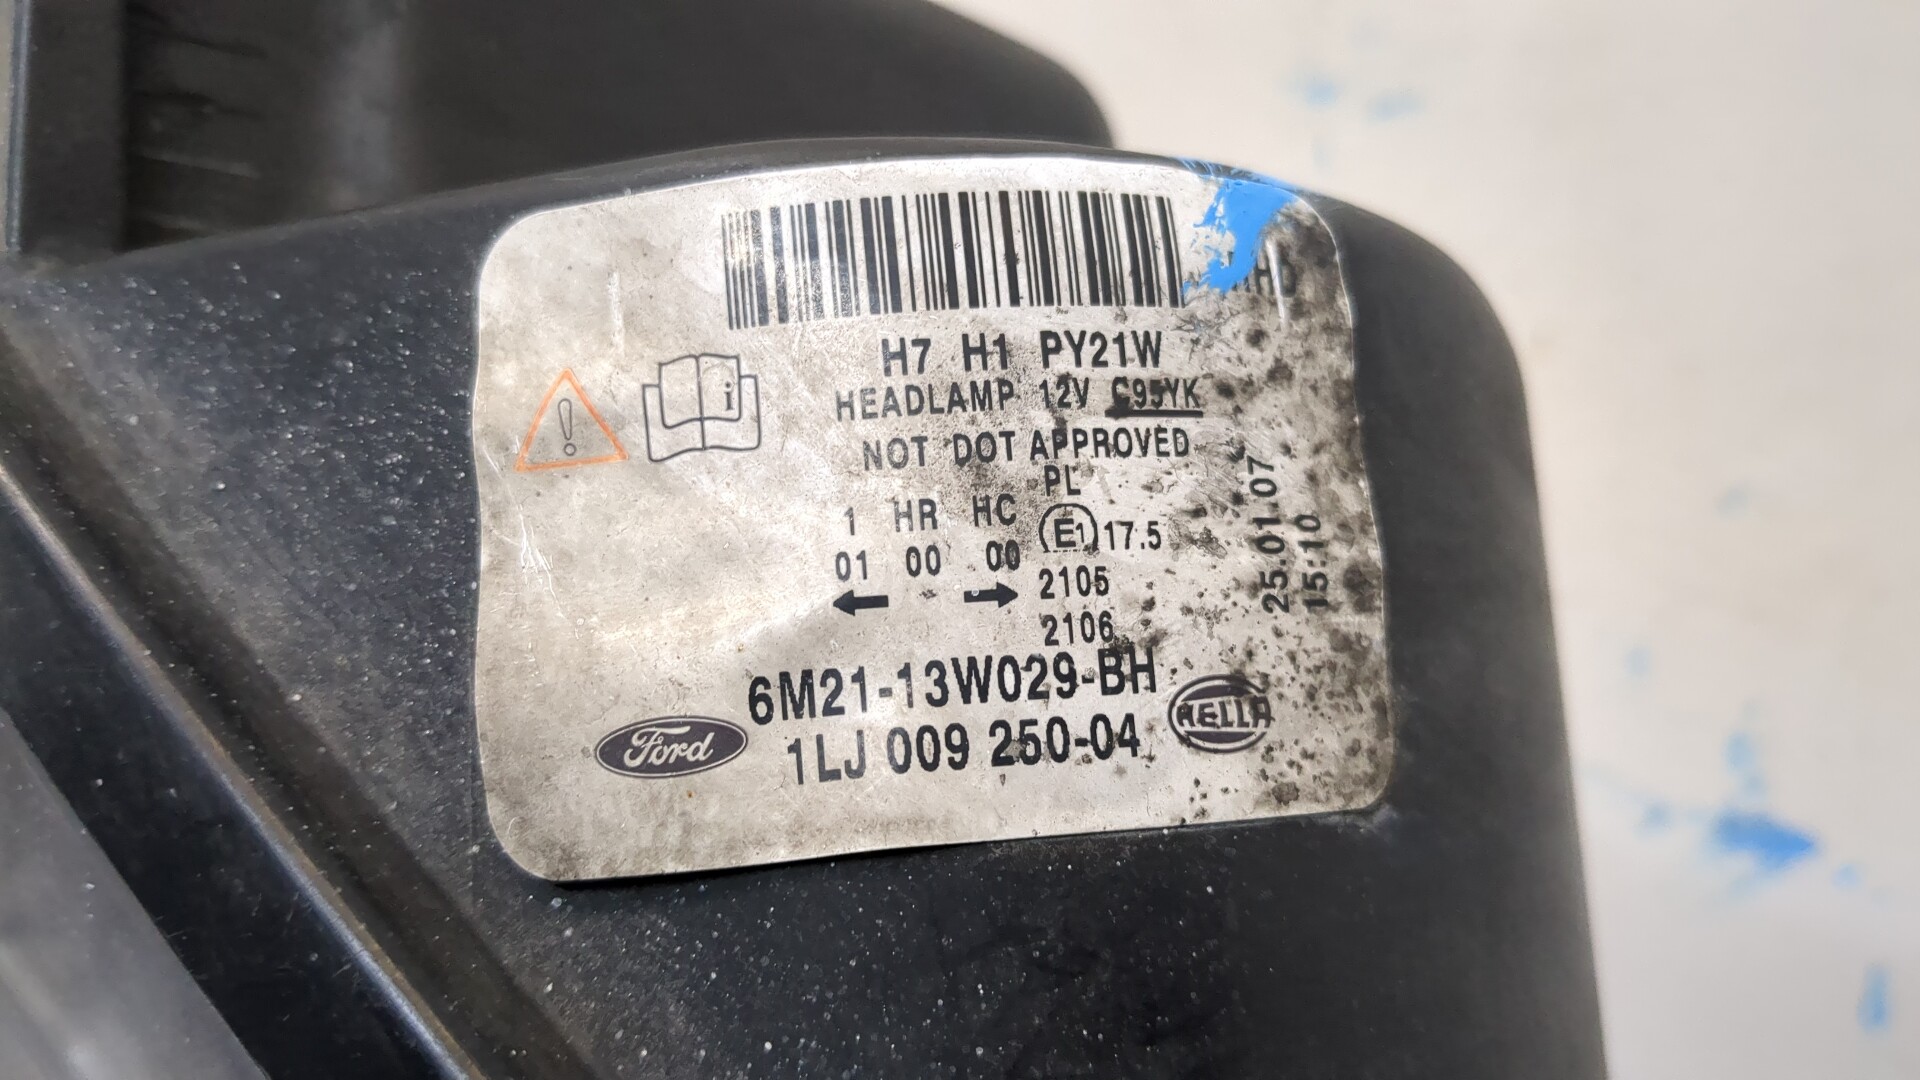 H7 H1 PY21W
HEADLAMP 12V C95YK
NOT DOT APPROVED
PL
1 HR HC E1 17.5
01 00 00
2105
2106
25.01.07
15:10
6M21-13W029-BH
1LJ 009 250-04
Ford
HELLA
i